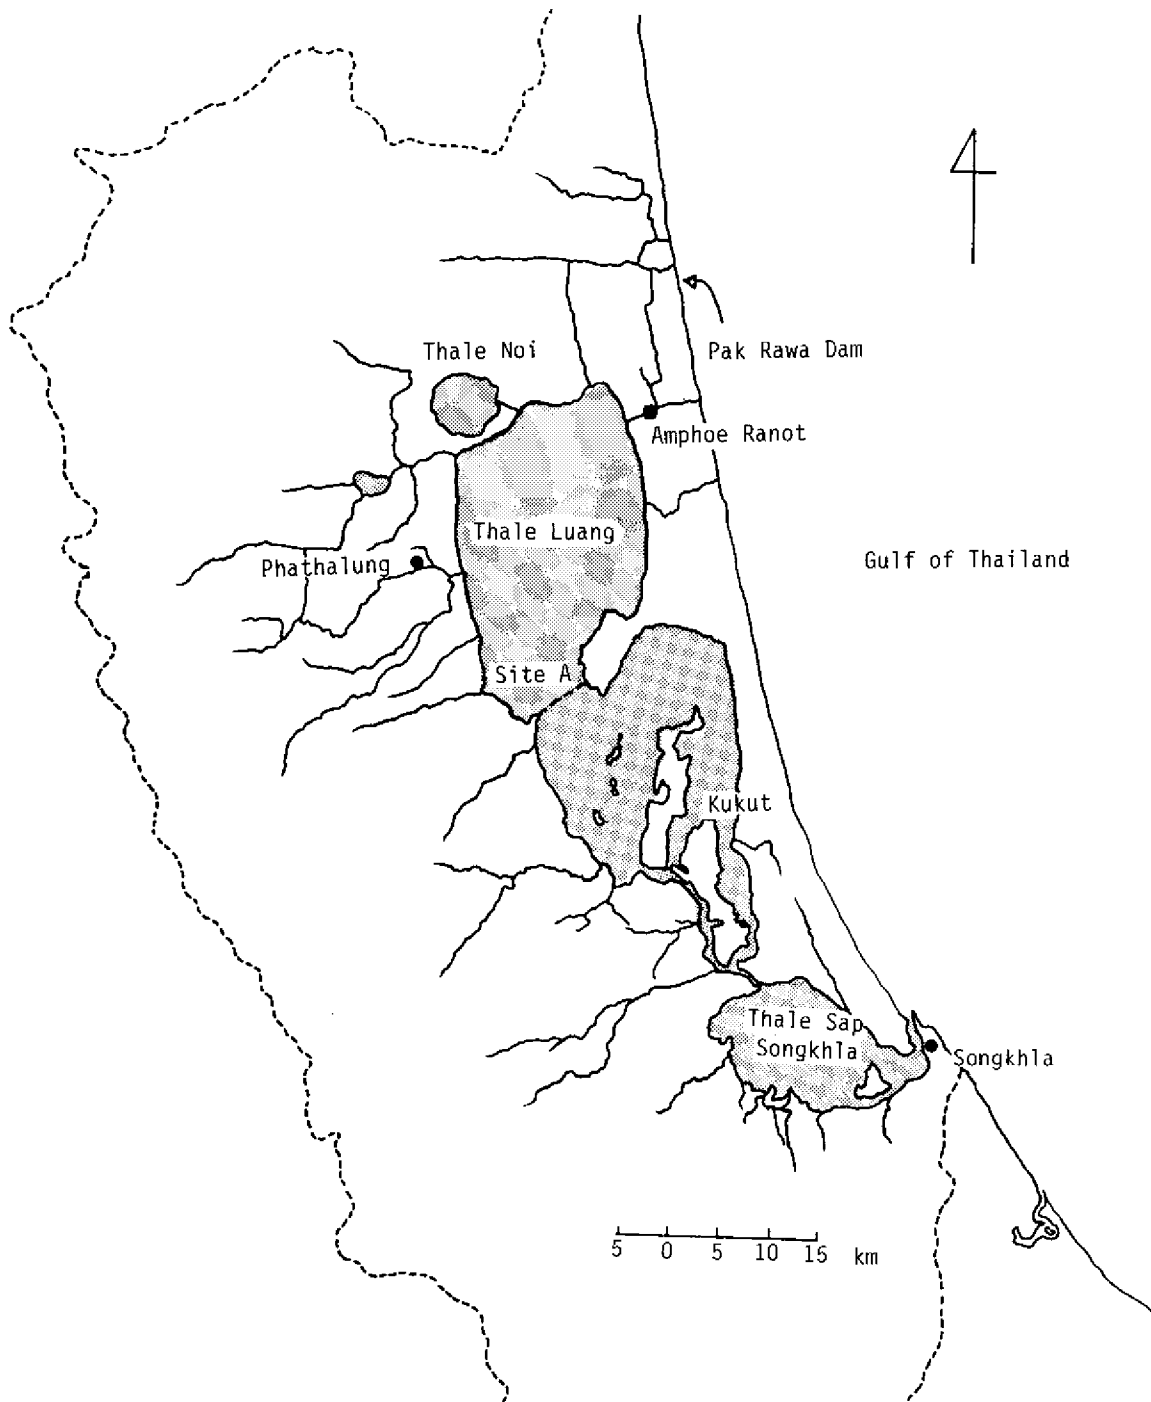 Thale Noi
Pak Rawa Dam
Amphoe Ranot
Thale Luang
Gulf of Thailand
Phathalung
Site A
Kukut
Thale Sap
Songkhla
Songkhla
5 0 5 10 15 km